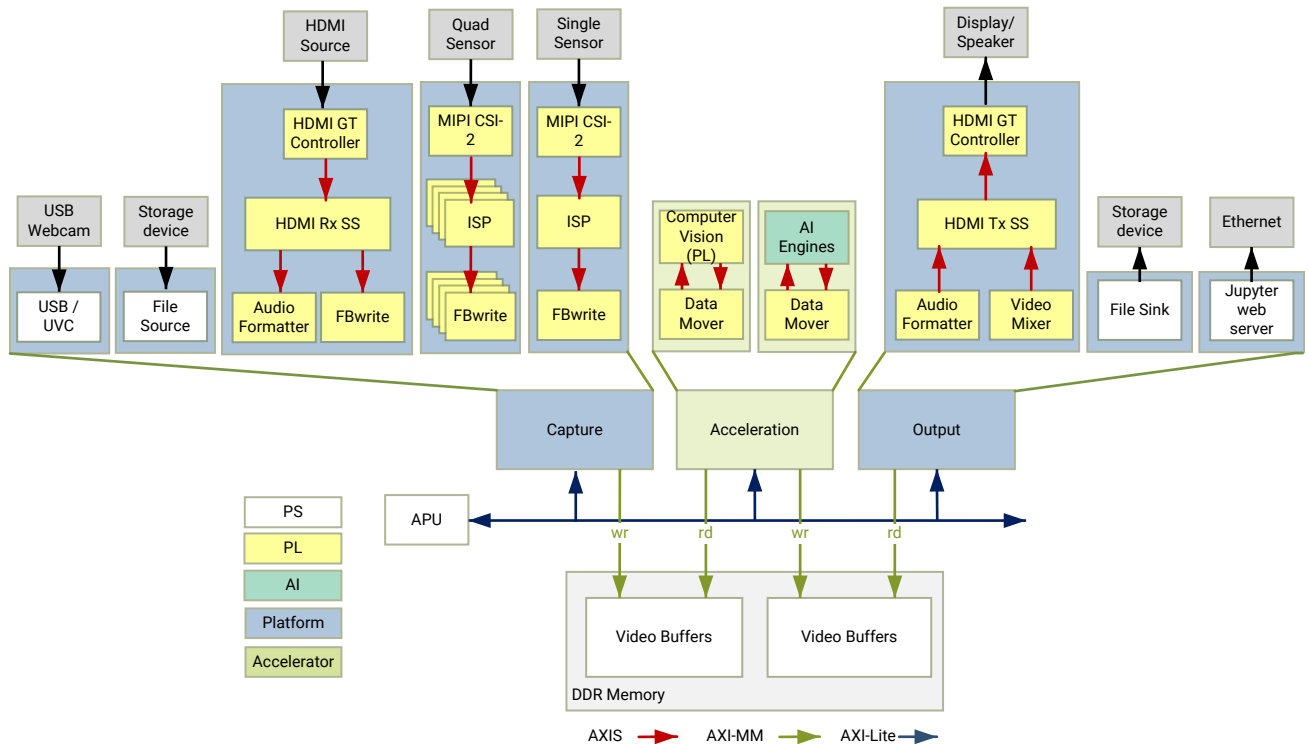 HDMI
Source
Quad
Sensor
Single
Sensor
Display/
Speaker
HDMI GT
Controller
MIPI CSI-
2
MIPI CSI-
2
HDMI GT
Controller
USB
Webcam
Storage
device
HDMI Rx SS
ISP
ISP
Computer
Vision
(PL)
AI
Engines
HDMI Tx SS
Storage
device
Ethernet
USB /
UVC
File
Source
Audio
Formatter
FBwrite
FBwrite
FBwrite
Data
Mover
Data
Mover
Audio
Formatter
Video
Mixer
File Sink
Jupyter
web
server
Capture
Acceleration
Output
PS
APU
PL
wr
rd
wr
rd
AI
Platform
Video Buffers
Video Buffers
Accelerator
DDR Memory
AXIS
AXI-MM
AXI-Lite